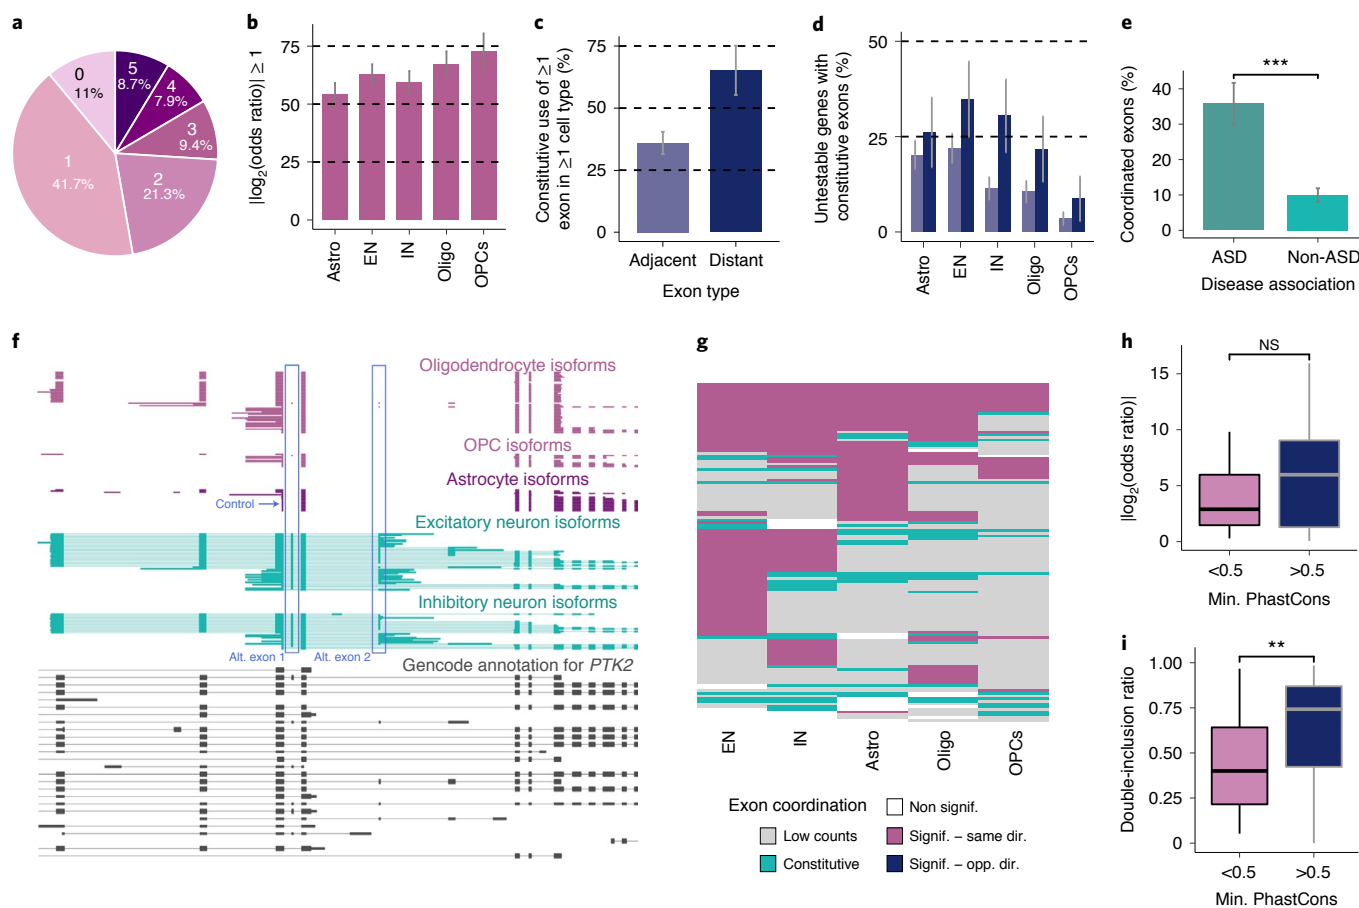 a
0
11%
5
8.7%
4
7.9%
3
9.4%
2
21.3%
1
41.7%
b
|log2(odds ratio)| ≥ 1
75
50
25
0
Astro
EN
IN
Oligo
OPCs
c
Constitutive use of ≥1
exon in ≥1 cell type (%)
75
50
25
0
Adjacent
Distant
Exon type
d
Untestable genes with
constitutive exons (%)
50
25
0
Astro
EN
IN
Oligo
OPCs
e
Coordinated exons (%)
***
40
30
20
10
0
ASD
Non-ASD
Disease association
f
Oligodendrocyte isoforms
OPC isoforms
Astrocyte isoforms
Control
Excitatory neuron isoforms
Inhibitory neuron isoforms
Alt. exon 1
Alt. exon 2
Gencode annotation for PTK2
g
EN
IN
Astro
Oligo
OPCs
Exon coordination
Low counts
Constitutive
Non signif.
Signif. – same dir.
Signif. – opp. dir.
h
|log2(odds ratio)|
NS
15
10
5
0
<0.5
>0.5
Min. PhastCons
i
Double-inclusion ratio
**
1.00
0.75
0.50
0.25
0
<0.5
>0.5
Min. PhastCons